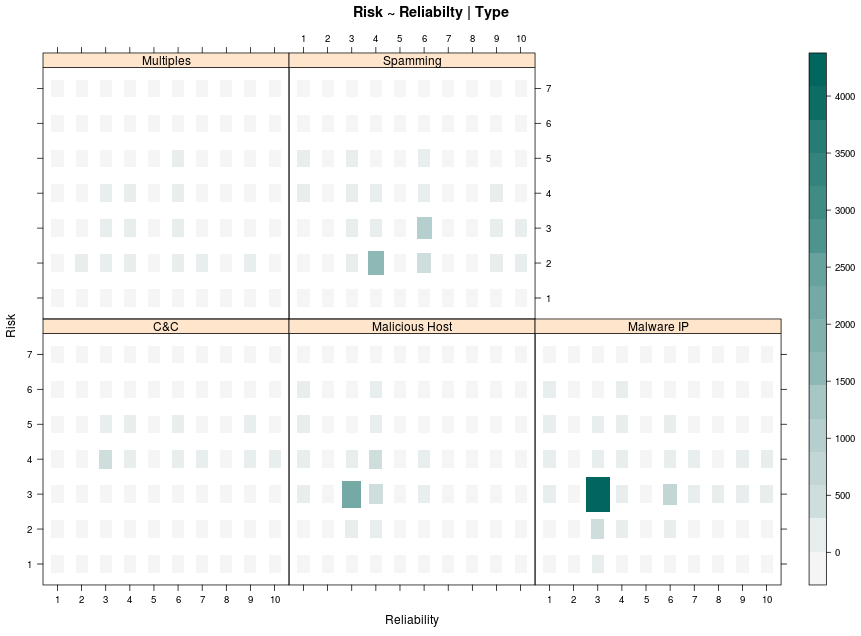 Risk ~ Reliabilty | Type
1 2 3 4 5 6 7 8 9 10
Multiples
Spamming
7
6
5
4
3
2
1
C&C
Malicious Host
Malware IP
7
6
5
4
3
2
1
Risk
1 2 3 4 5 6 7 8 9 10
1 2 3 4 5 6 7 8 9 10
Reliability
4000
3500
3000
2500
2000
1500
1000
500
0